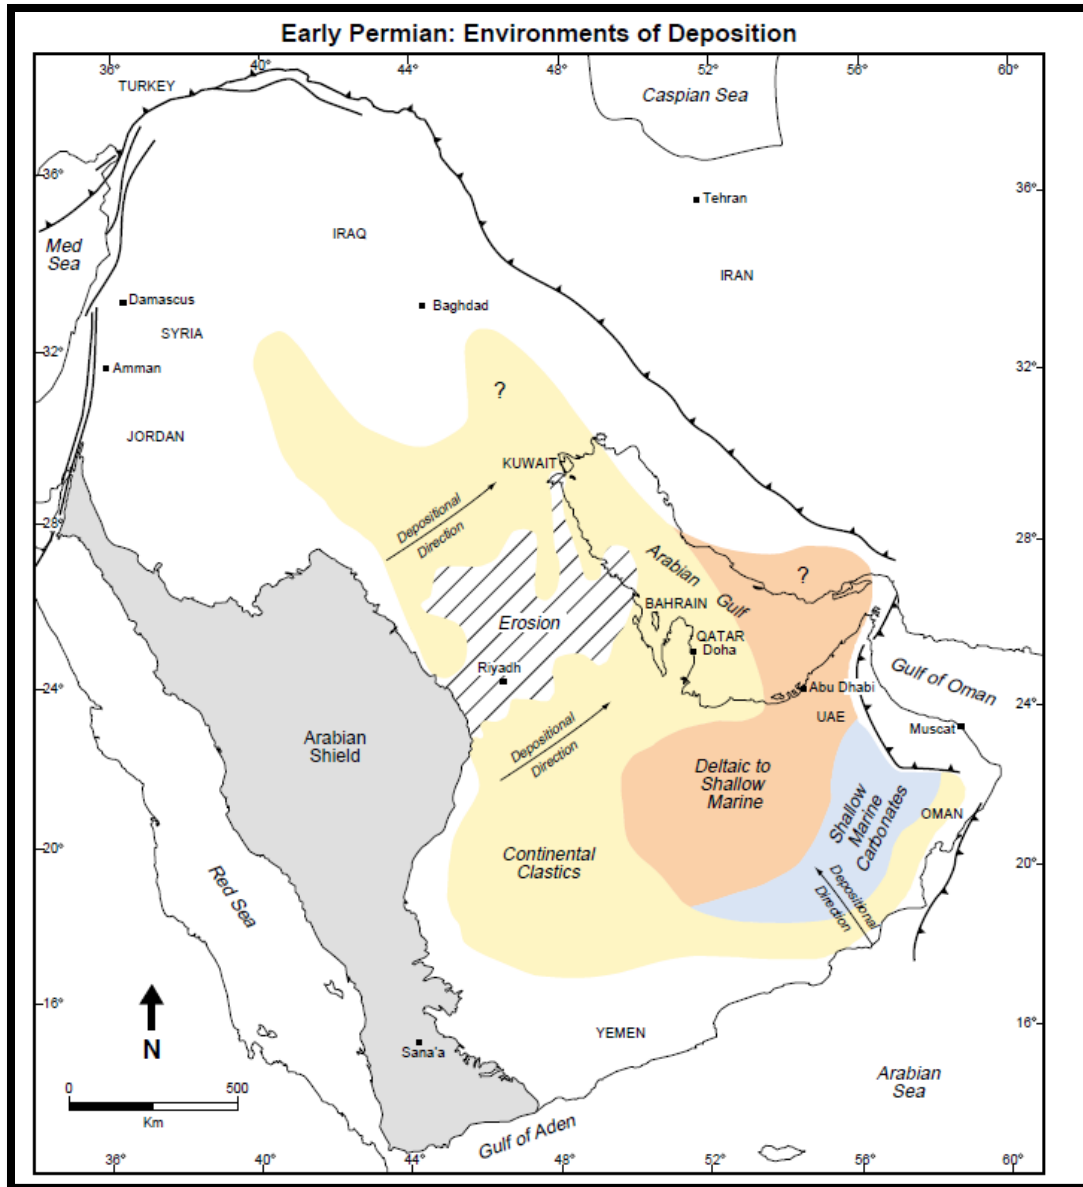 Early Permian: Environments of Deposition
36°
40°
44°
48°
52°
56°
60°
TURKEY
Caspian Sea
36°
36°
Tehran
IRAQ
Med
Sea
IRAN
Damascus
Baghdad
SYRIA
32°
32°
Amman
?
JORDAN
KUWAIT
Depositional
Direction
28°
28°
Arabian
Gulf
?
BAHRAIN
Erosion
QATAR
Doha
Riyadh
Gulf of Oman
24°
24°
Abu Dhabi
UAE
Muscat
Depositional
Direction
Arabian
Shield
Deltaic to
Shallow
Marine
Shallow
Marine
Carbonates
OMAN
20°
20°
Continental
Clastics
Depositional
Direction
Red Sea
16°
16°
N
YEMEN
Sana'a
Arabian
Sea
0
500
Km
Gulf of Aden
36°
40°
44°
48°
52°
56°
60°